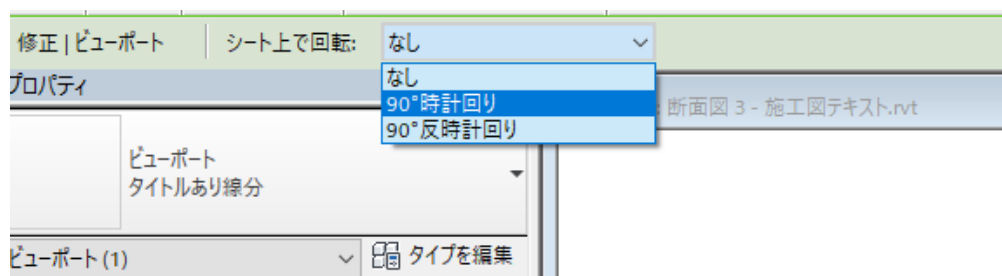 修正 | ビューポート シート上で回転: なし
なし
90°時計回り
90°反時計回り
プロパティ
: 断面図 3 - 施工図テキスト.rvt
ビューポート
タイトルあり線分
ビューポート (1) タイプを編集